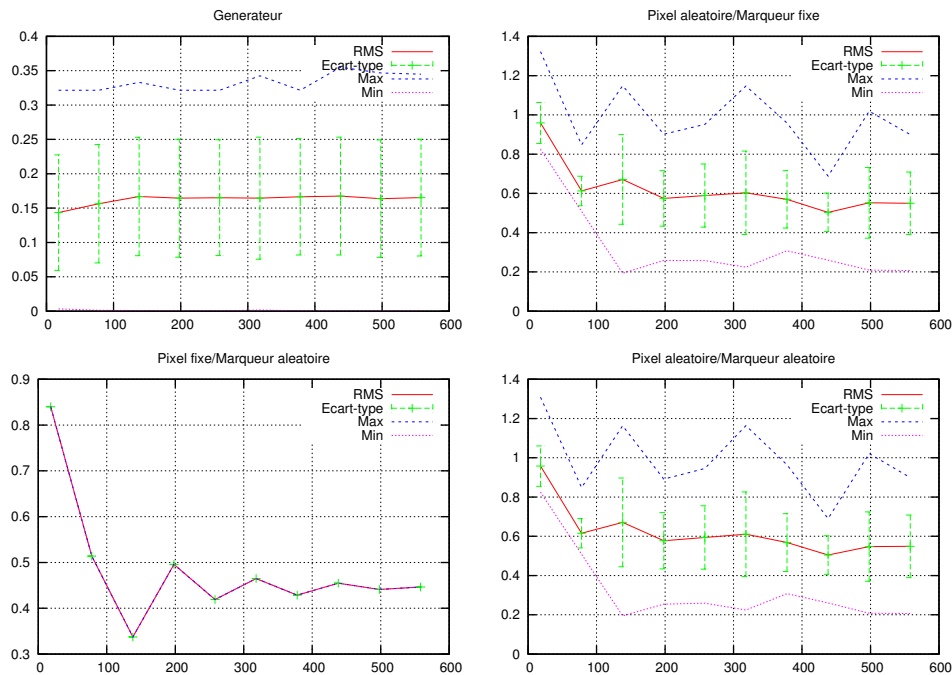 Generateur
0.4
0.35
0.3
0.25
0.2
0.15
0.1
0.05
0
0 100 200 300 400 500 600
RMS
Ecart-type
Max
Min
Pixel aleatoire/Marqueur fixe
1.4
1.2
1
0.8
0.6
0.4
0.2
0
0 100 200 300 400 500 600
RMS
Ecart-type
Max
Min
Pixel fixe/Marqueur aleatoire
0.9
0.8
0.7
0.6
0.5
0.4
0.3
0 100 200 300 400 500 600
RMS
Ecart-type
Max
Min
Pixel aleatoire/Marqueur aleatoire
1.4
1.2
1
0.8
0.6
0.4
0.2
0
0 100 200 300 400 500 600
RMS
Ecart-type
Max
Min